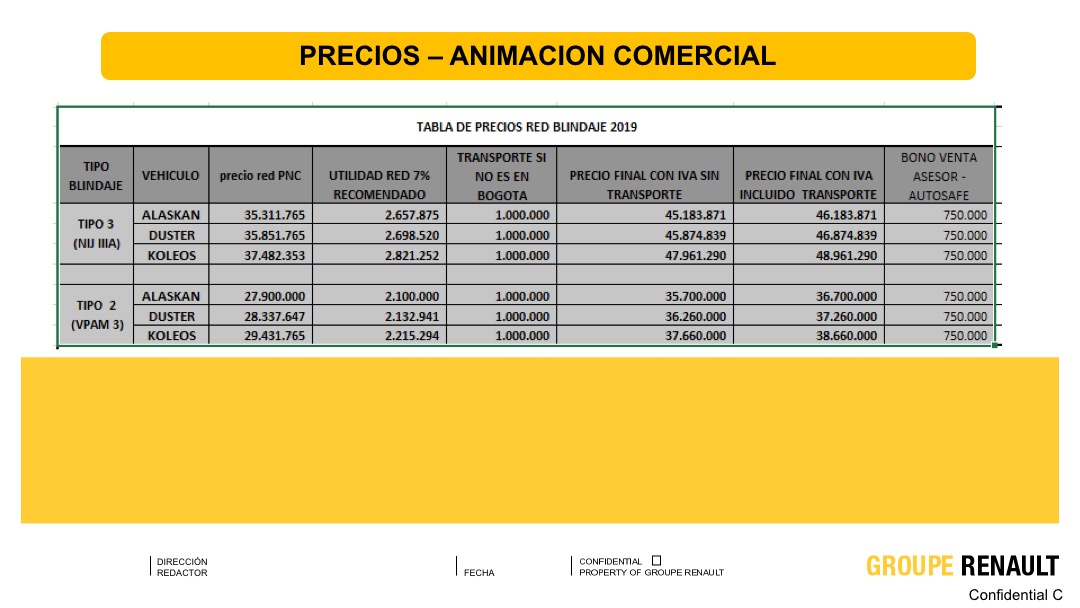 PRECIOS – ANIMACION COMERCIAL
TABLA DE PRECIOS RED BLINDAJE 2019
TIPO BLINDAJE VEHICULO precio red PNC UTILIDAD RED 7% RECOMENDADO TRANSPORTE SI NO ES EN BOGOTA PRECIO FINAL CON IVA SIN TRANSPORTE PRECIO FINAL CON IVA INCLUIDO TRANSPORTE BONO VENTA ASESOR - AUTOSAFE
TIPO 3 (NIJ IIIA) ALASKAN 35.311.765 2.657.875 1.000.000 45.183.871 46.183.871 750.000
DUSTER 35.851.765 2.698.520 1.000.000 45.874.839 46.874.839 750.000
KOLEOS 37.482.353 2.821.252 1.000.000 47.961.290 48.961.290 750.000
TIPO 2 (VPAM 3) ALASKAN 27.900.000 2.100.000 1.000.000 35.700.000 36.700.000 750.000
DUSTER 28.337.647 2.132.941 1.000.000 36.260.000 37.260.000 750.000
KOLEOS 29.431.765 2.215.294 1.000.000 37.660.000 38.660.000 750.000
DIRECCIÓN
REDACTOR
FECHA
CONFIDENTIAL
PROPERTY OF GROUPE RENAULT
GROUPE RENAULT
Confidential C